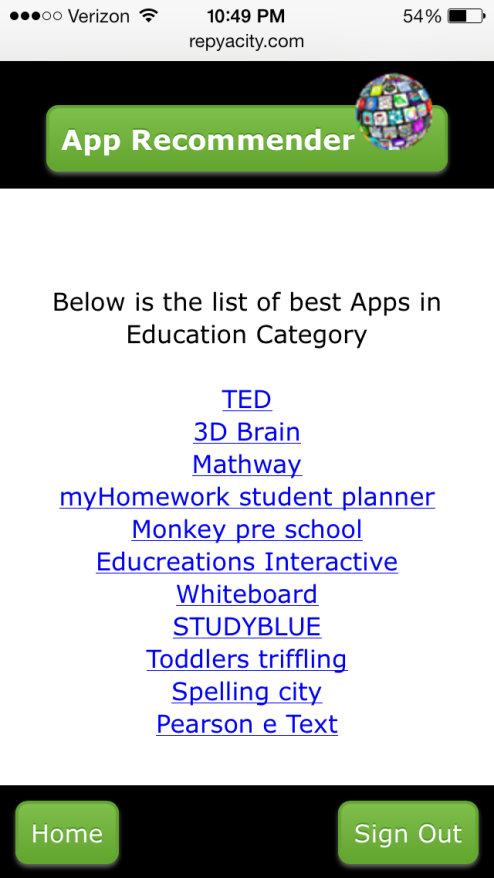 Verizon 10:49 PM 54%
repyacity.com
App Recommender
Below is the list of best Apps in
Education Category
TED
3D Brain
Mathway
myHomework student planner
Monkey pre school
Educreations Interactive
Whiteboard
STUDYBLUE
Toddlers triffling
Spelling city
Pearson e Text
Home Sign Out